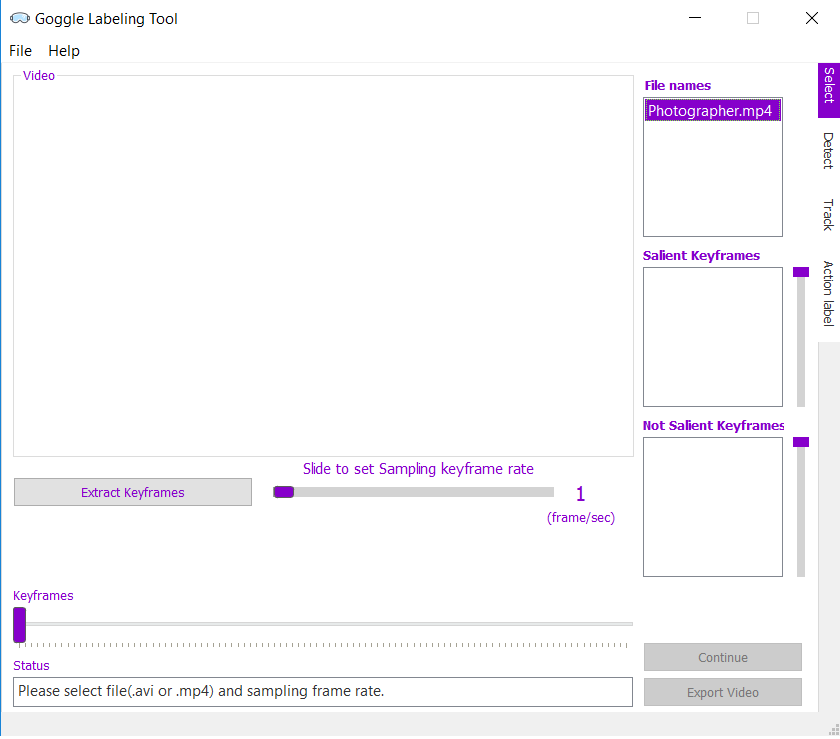 Goggle Labeling Tool
File Help
Video
File names
Photographer.mp4
Select
Detect
Track
Action label
Salient Keyframes
Not Salient Keyframes
Slide to set Sampling keyframe rate
Extract Keyframes
1
(frame/sec)
Keyframes
Status
Please select file(.avi or .mp4) and sampling frame rate.
Continue
Export Video